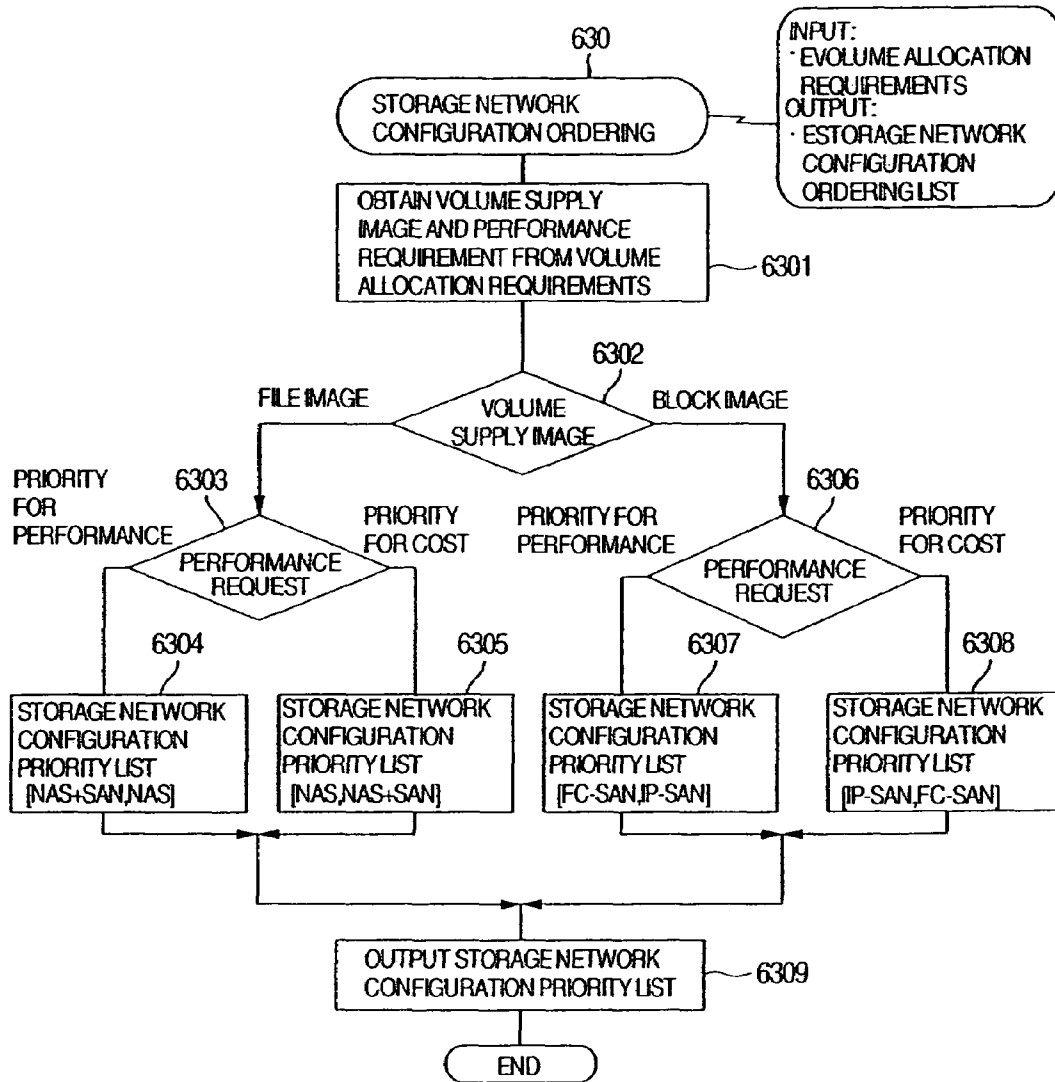 630
STORAGE NETWORK
CONFIGURATION ORDERING
INPUT:
· EVOLUME ALLOCATION
REQUIREMENTS
OUTPUT:
· ESTORAGE NETWORK
CONFIGURATION
ORDERING LIST
OBTAIN VOLUME SUPPLY
IMAGE AND PERFORMANCE
REQUIREMENT FROM VOLUME
ALLOCATION REQUIREMENTS
6301
6302
FILE IMAGE
VOLUME
SUPPLY IMAGE
BLOCK IMAGE
6303
PRIORITY
FOR
PERFORMANCE
PERFORMANCE
REQUEST
PRIORITY
FOR COST
6306
PRIORITY FOR
PERFORMANCE
PERFORMANCE
REQUEST
PRIORITY
FOR COST
6304
STORAGE NETWORK
CONFIGURATION
PRIORITY LIST
[NAS+SAN,NAS]
6305
STORAGE NETWORK
CONFIGURATION
PRIORITY LIST
[NAS,NAS+SAN]
6307
STORAGE NETWORK
CONFIGURATION
PRIORITY LIST
[FC-SAN,IP-SAN]
6308
STORAGE NETWORK
CONFIGURATION
PRIORITY LIST
[IP-SAN,FC-SAN]
OUTPUT STORAGE NETWORK
CONFIGURATION PRIORITY LIST
6309
END